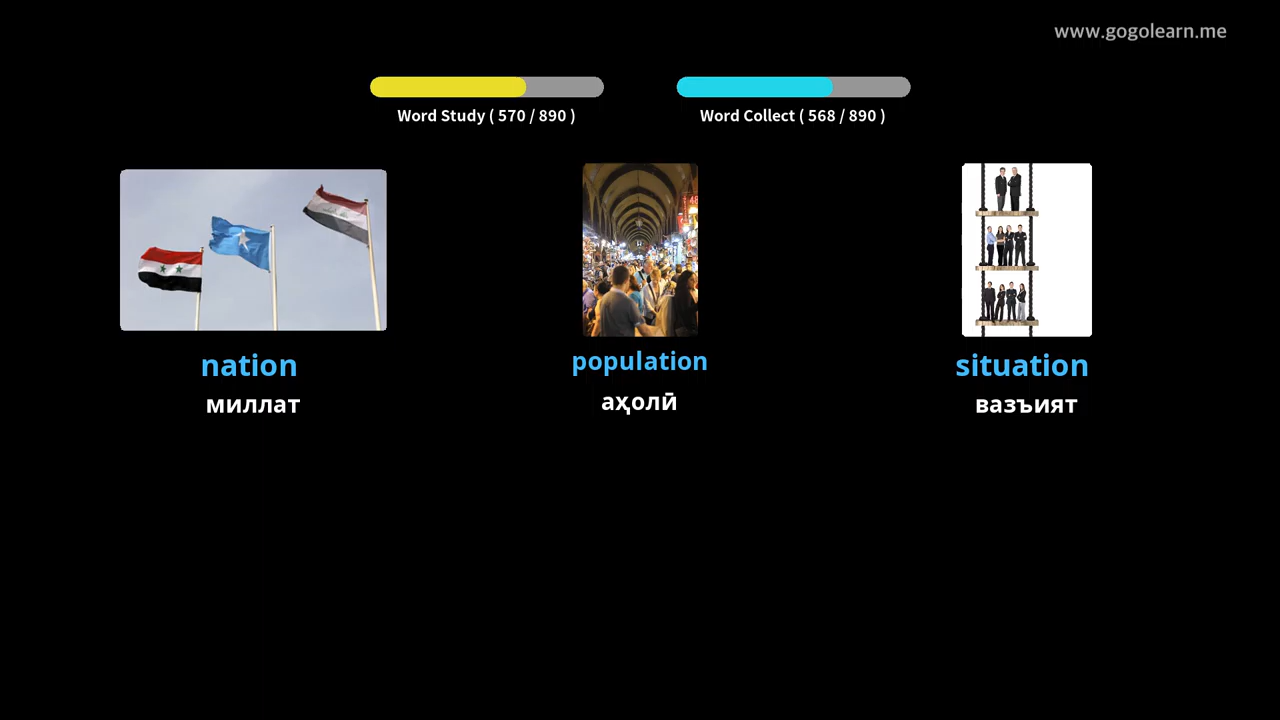 www.gogolearn.me
Word Study ( 570 / 890 )
Word Collect ( 568 / 890 )
nation
population
situation
миллат
аҳолӣ
вазъият